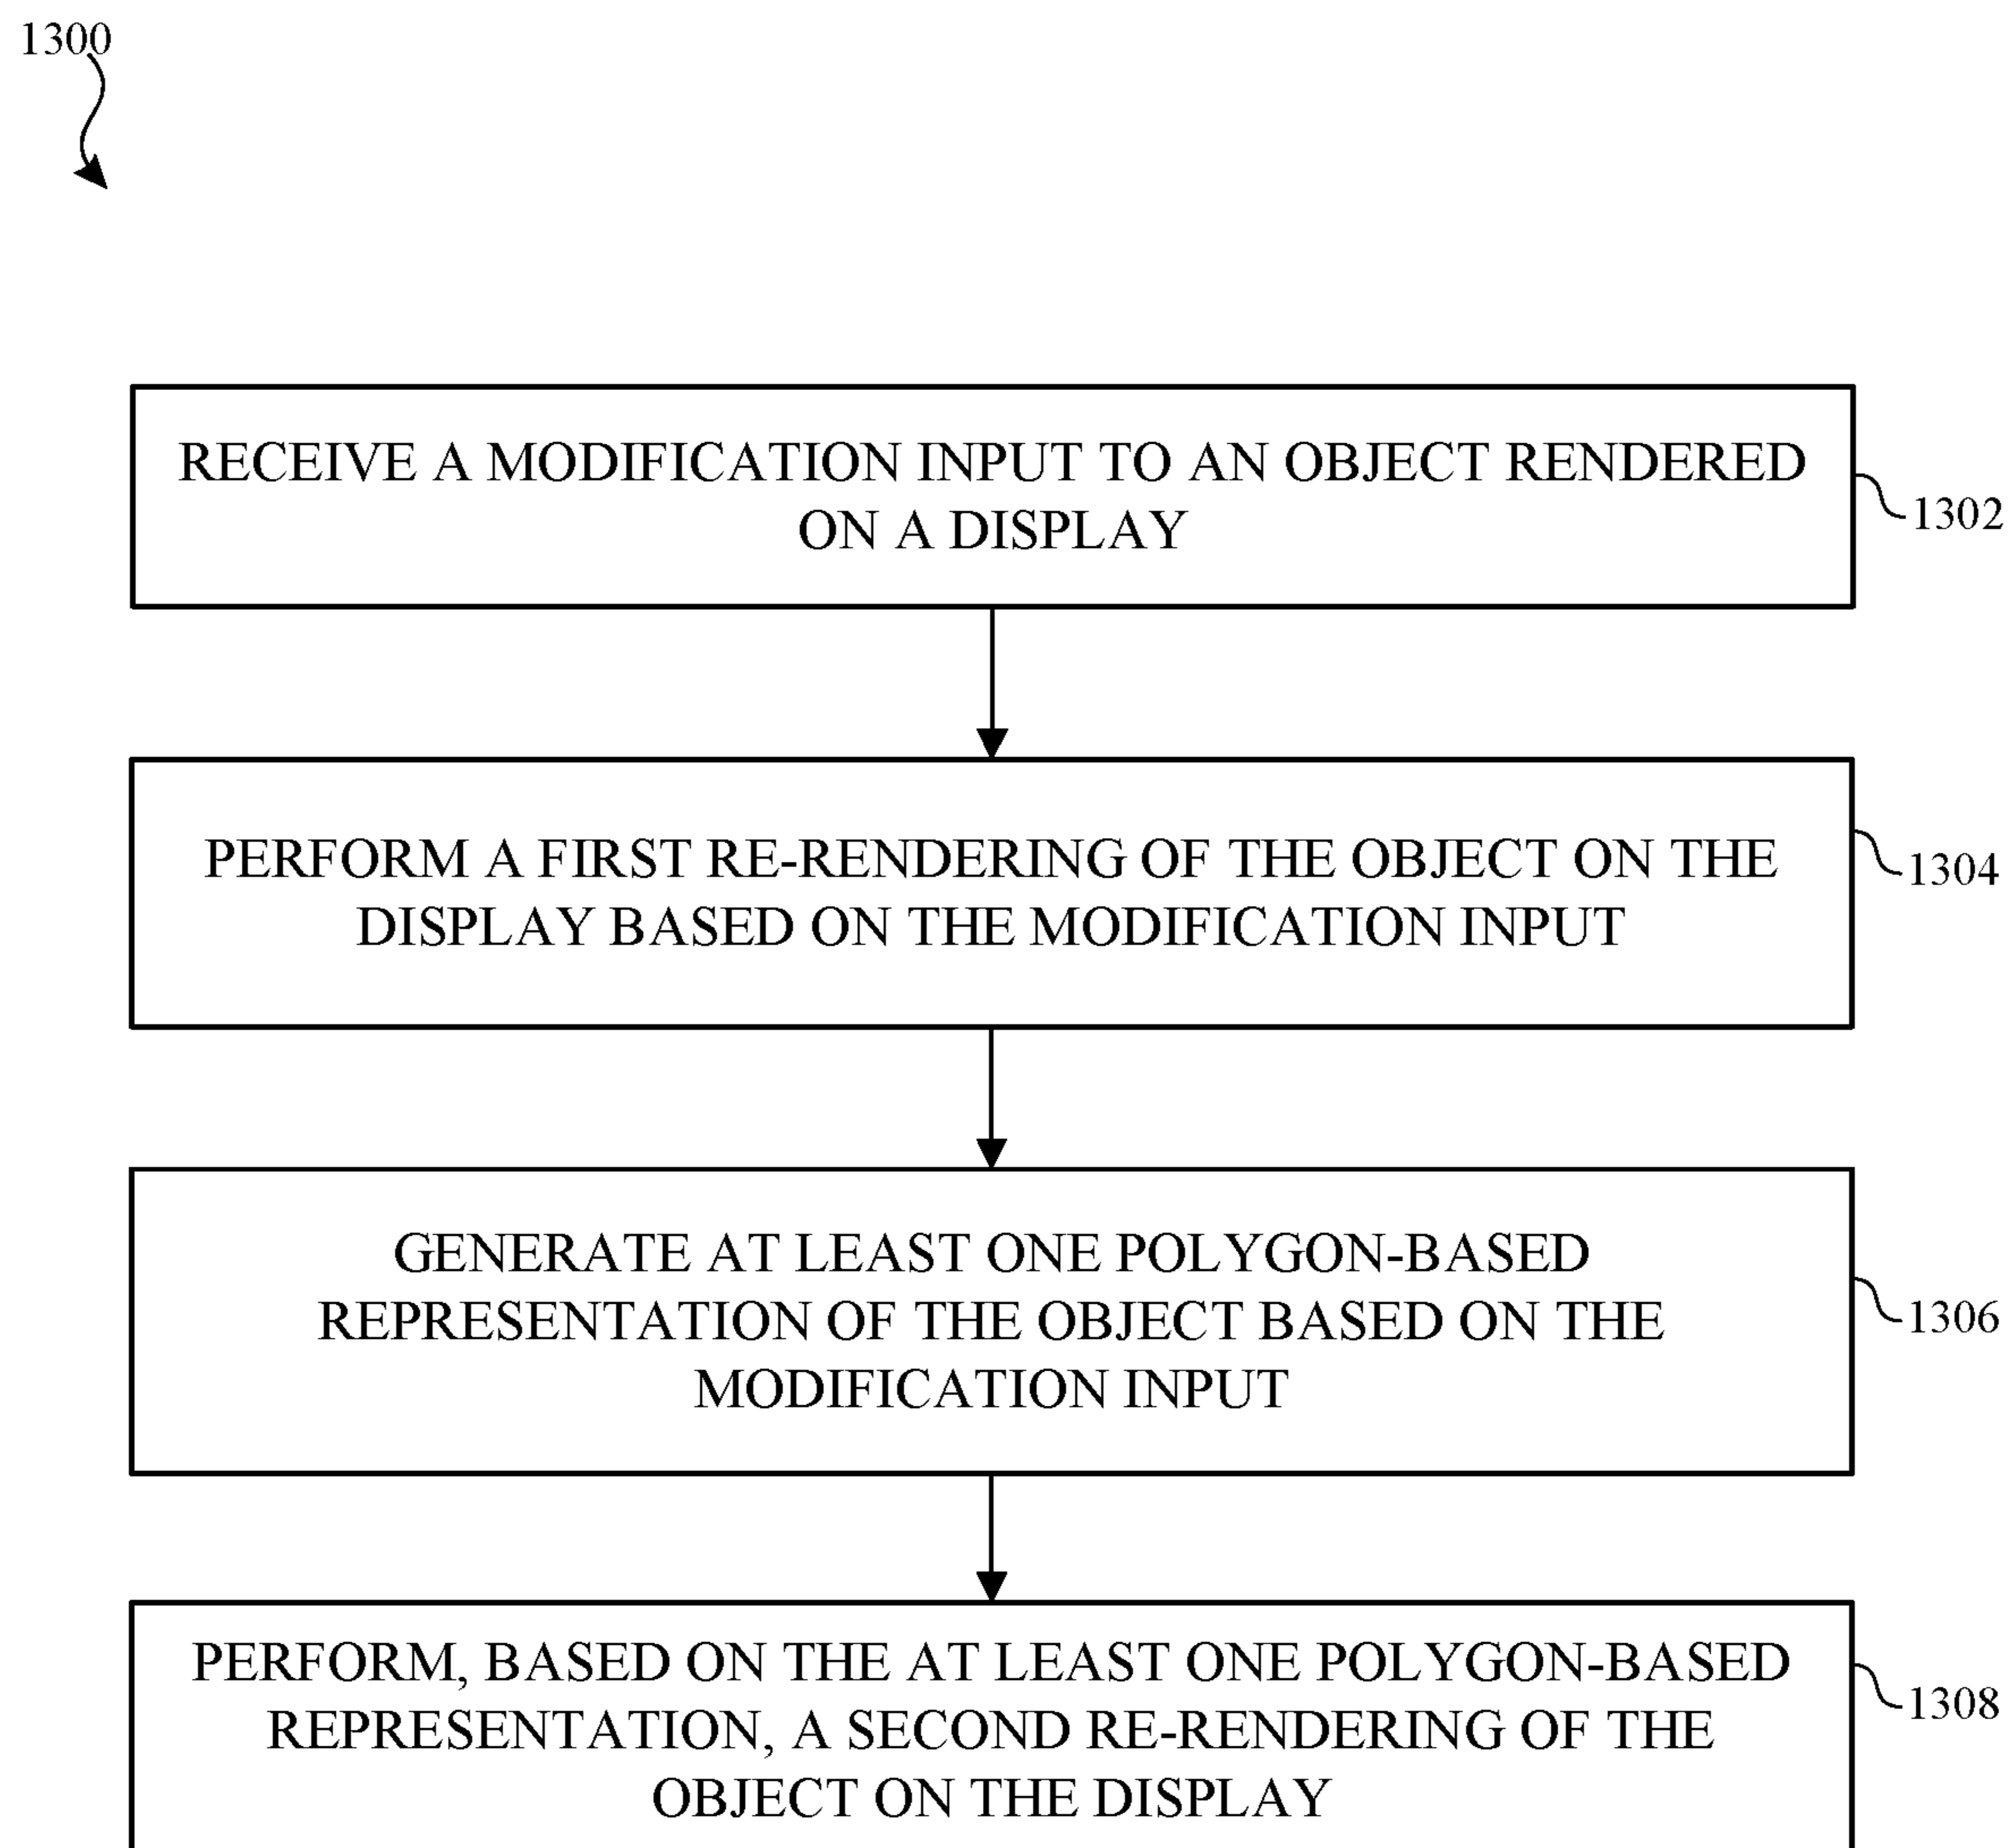 1300
RECEIVE A MODIFICATION INPUT TO AN OBJECT RENDERED
ON A DISPLAY
1302
PERFORM A FIRST RE-RENDERING OF THE OBJECT ON THE
DISPLAY BASED ON THE MODIFICATION INPUT
1304
GENERATE AT LEAST ONE POLYGON-BASED
REPRESENTATION OF THE OBJECT BASED ON THE
MODIFICATION INPUT
1306
PERFORM, BASED ON THE AT LEAST ONE POLYGON-BASED
REPRESENTATION, A SECOND RE-RENDERING OF THE
OBJECT ON THE DISPLAY
1308